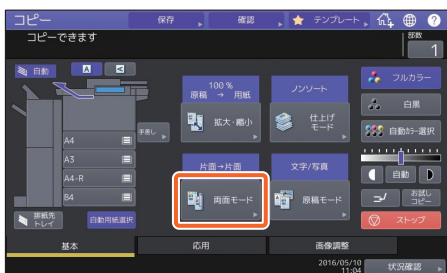 コピー
保存
確認
テンプレート
コピーできます
部数
1
自動
A
A4
A3
A4-R
B4
手差し
排紙先
トレイ
自動用紙選択
100 %
原稿 → 用紙
拡大・縮小
ノンソート
仕上げ
モード
片面→片面
両面モード
文字/写真
原稿モード
フルカラー
白黒
自動カラー選択
自動
お試し
コピー
ストップ
基本
応用
画像調整
2016/05/10
11:04
状況確認